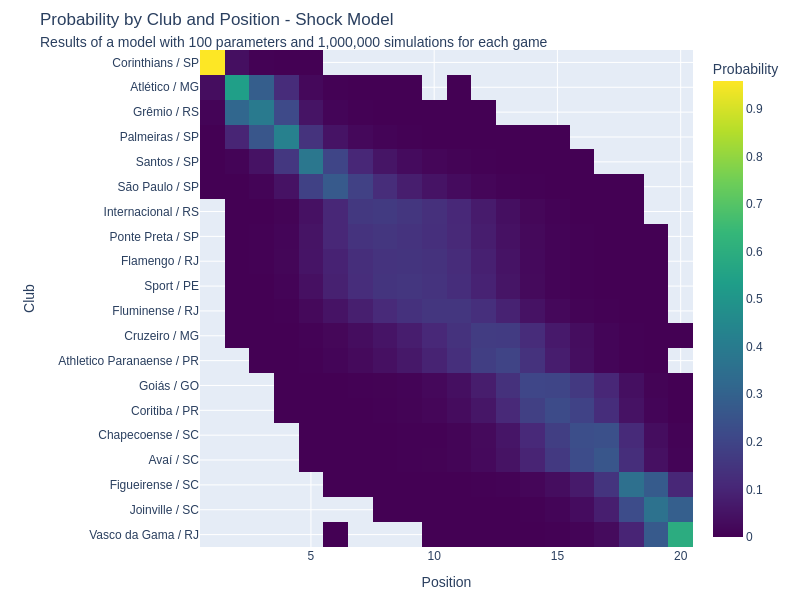 Probability by Club and Position - Shock Model
Results of a model with 100 parameters and 1,000,000 simulations for each game
Corinthians / SP
Atlético / MG
Grêmio / RS
Palmeiras / SP
Santos / SP
São Paulo / SP
Internacional / RS
Ponte Preta / SP
Flamengo / RJ
Sport / PE
Fluminense / RJ
Cruzeiro / MG
Athletico Paranaense / PR
Goiás / GO
Coritiba / PR
Chapecoense / SC
Avaí / SC
Figueirense / SC
Joinville / SC
Vasco da Gama / RJ
Club
5
10
15
20
Position
Probability
0.9
0.8
0.7
0.6
0.5
0.4
0.3
0.2
0.1
0